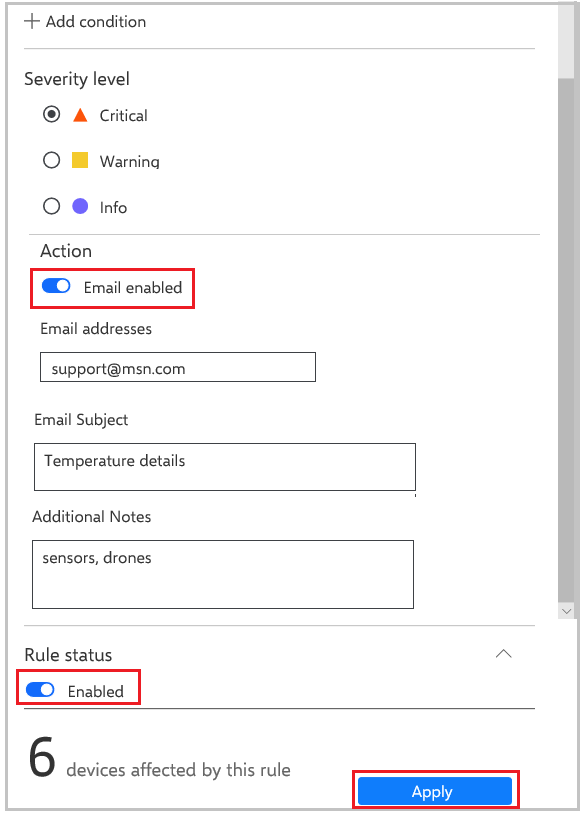 Add condition
Severity level
Critical
Warning
Info
Action
Email enabled
Email addresses
support@msn.com
Email Subject
Temperature details
Additional Notes
sensors, drones
Rule status
Enabled
6 devices affected by this rule
Apply